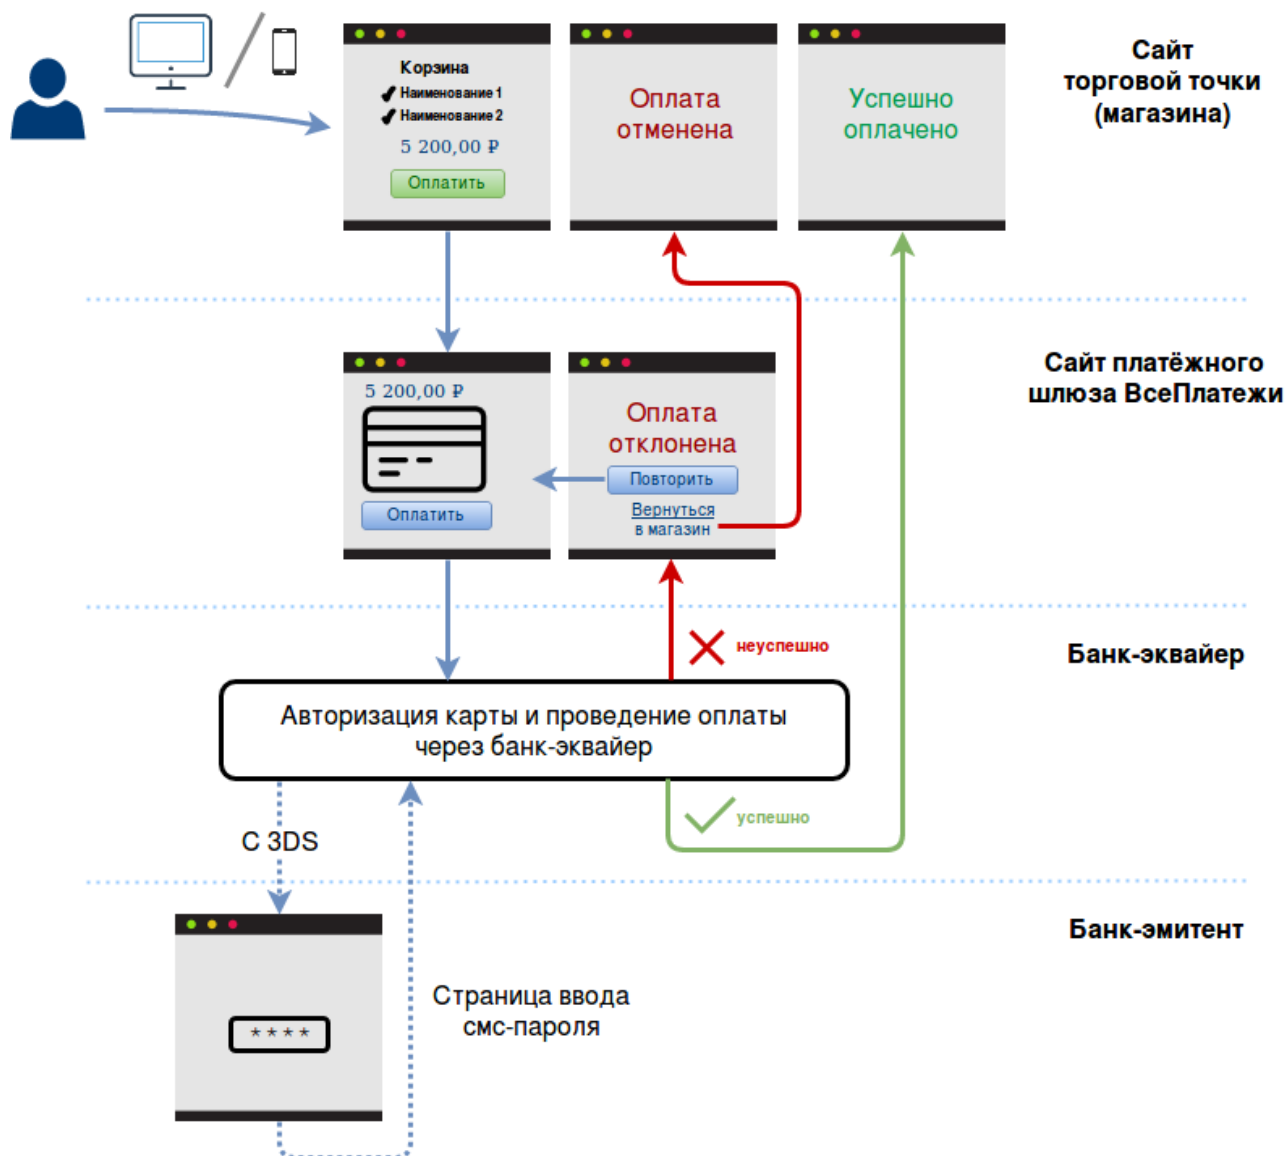 Корзина
Наименование 1
Наименование 2
5 200,00 ₽
Оплатить
Оплата
отменена
Успешно
оплачено
Сайт
торговой точки
(магазина)
5 200,00 ₽
Оплатить
Оплата
отклонена
Повторить
Вернуться
в магазин
Сайт платёжного
шлюза ВсеПлатежи
неуспешно
Банк-эквайер
Авторизация карты и проведение оплаты
через банк-эквайер
успешно
С 3DS
Банк-эмитент
****
Страница ввода
смс-пароля